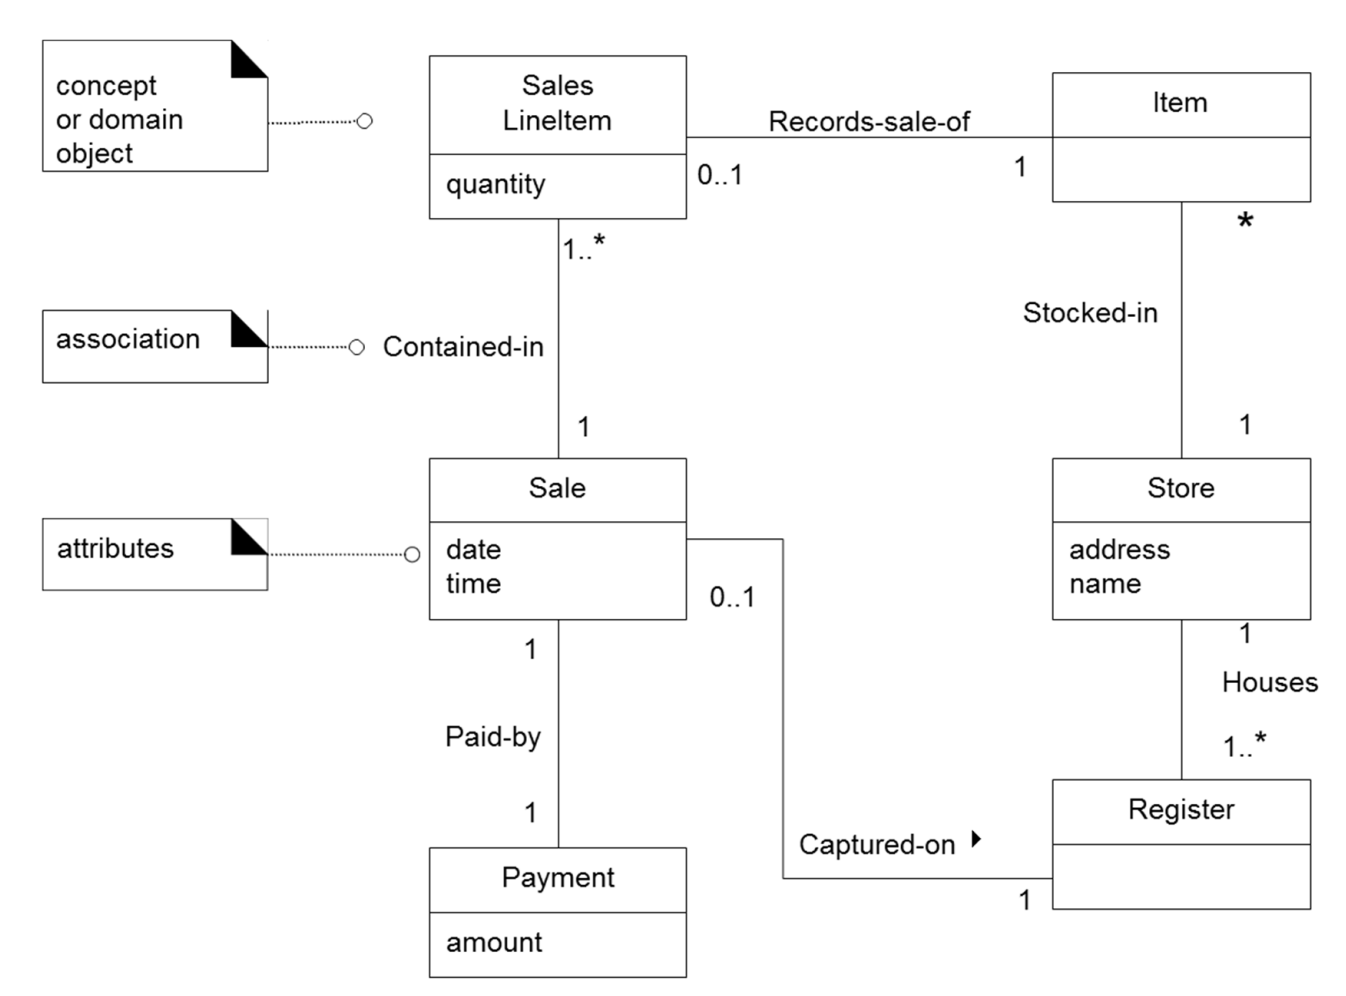 concept
or domain
object
Sales
LineItem
quantity
Records-sale-of
0..1
1
Item
1..*
*
association
Contained-in
Stocked-in
1
1
attributes
Sale
date
time
0..1
Store
address
name
1
1
Houses
Paid-by
1..*
1
Captured-on
1
Register
Payment
amount